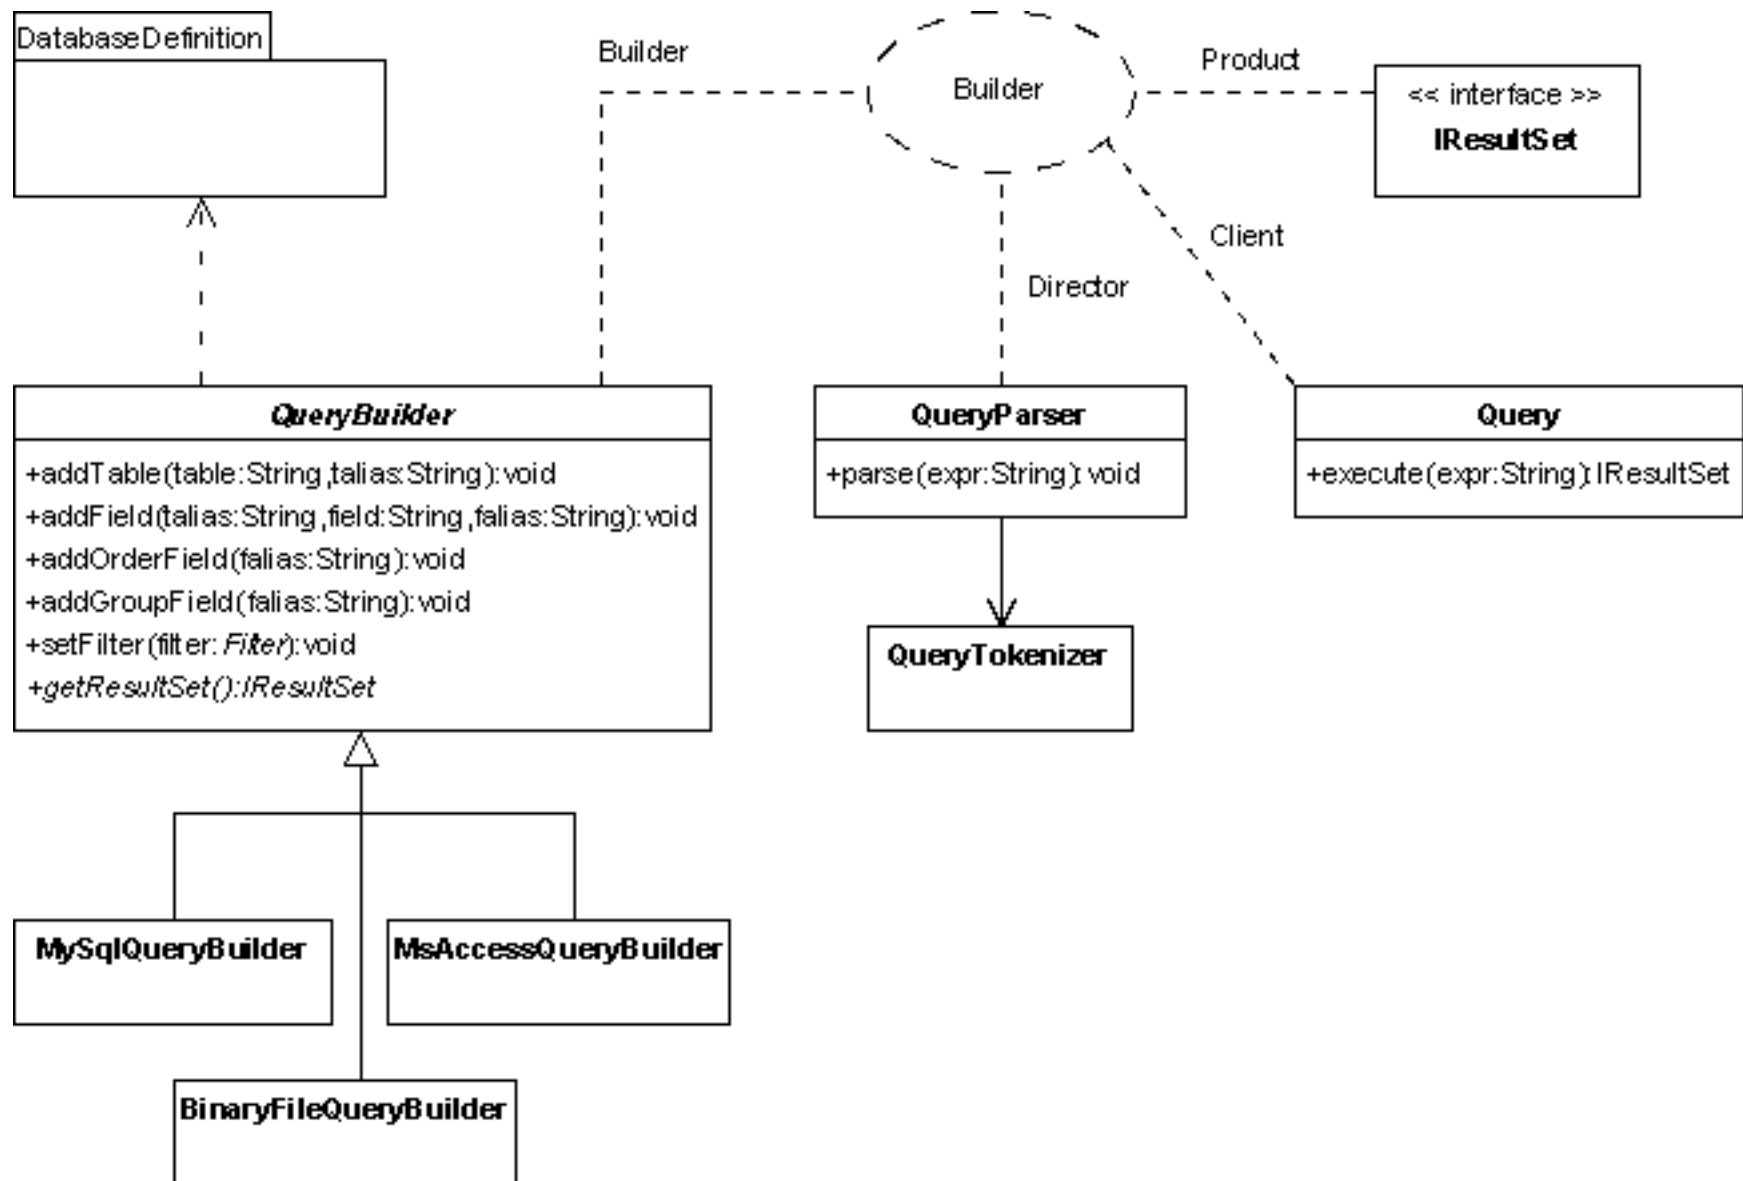 DatabaseDefinition
Builder
Builder
Product
<< interface >>
IResultSet
Client
Director
QueryBuilder
+addTable(table:String,talias:String):void
+addField(talias:String,field:String,falias:String):void
+addOrderField(falias:String):void
+addGroupField(falias:String):void
+setFilter(filter:Filter):void
+getResultSet():IResultSet
QueryParser
+parse(expr:String):void
Query
+execute(expr:String):IResultSet
QueryTokenizer
MySqlQueryBuilder
MsAccessQueryBuilder
BinaryFileQueryBuilder